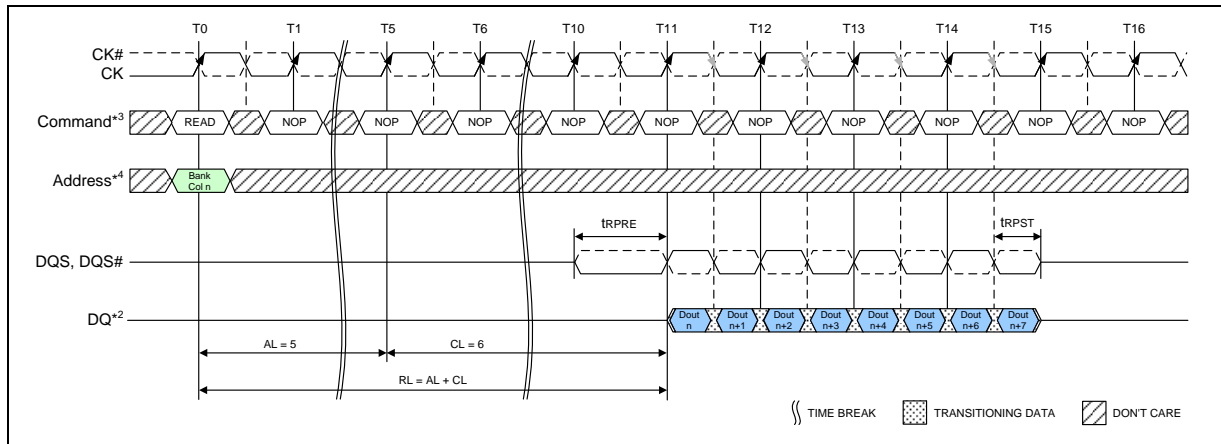 T0 T1 T5 T6 T10 T11 T12 T13 T14 T15 T16
CK#
CK
Command*3 READ NOP NOP NOP NOP NOP NOP NOP NOP NOP NOP
Address*4 Bank
Col n
tRPRE tRPST
DQS, DQS#
DQ*2 Dout
n Dout
n+1 Dout
n+2 Dout
n+3 Dout
n+4 Dout
n+5 Dout
n+6 Dout
n+7
AL = 5 CL = 6
RL = AL + CL
TIME BREAK TRANSITIONING DATA DON'T CARE